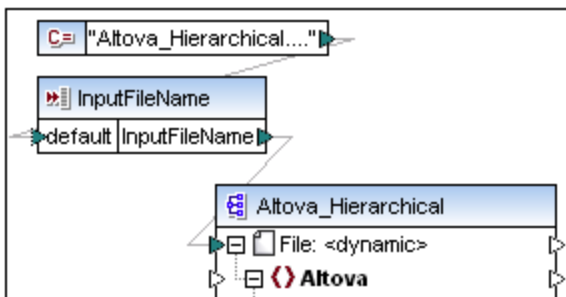 C= "Altova_Hierarchical...."
InputFileName
default InputFileName
Altova_Hierarchical
File: <dynamic>
{} Altova